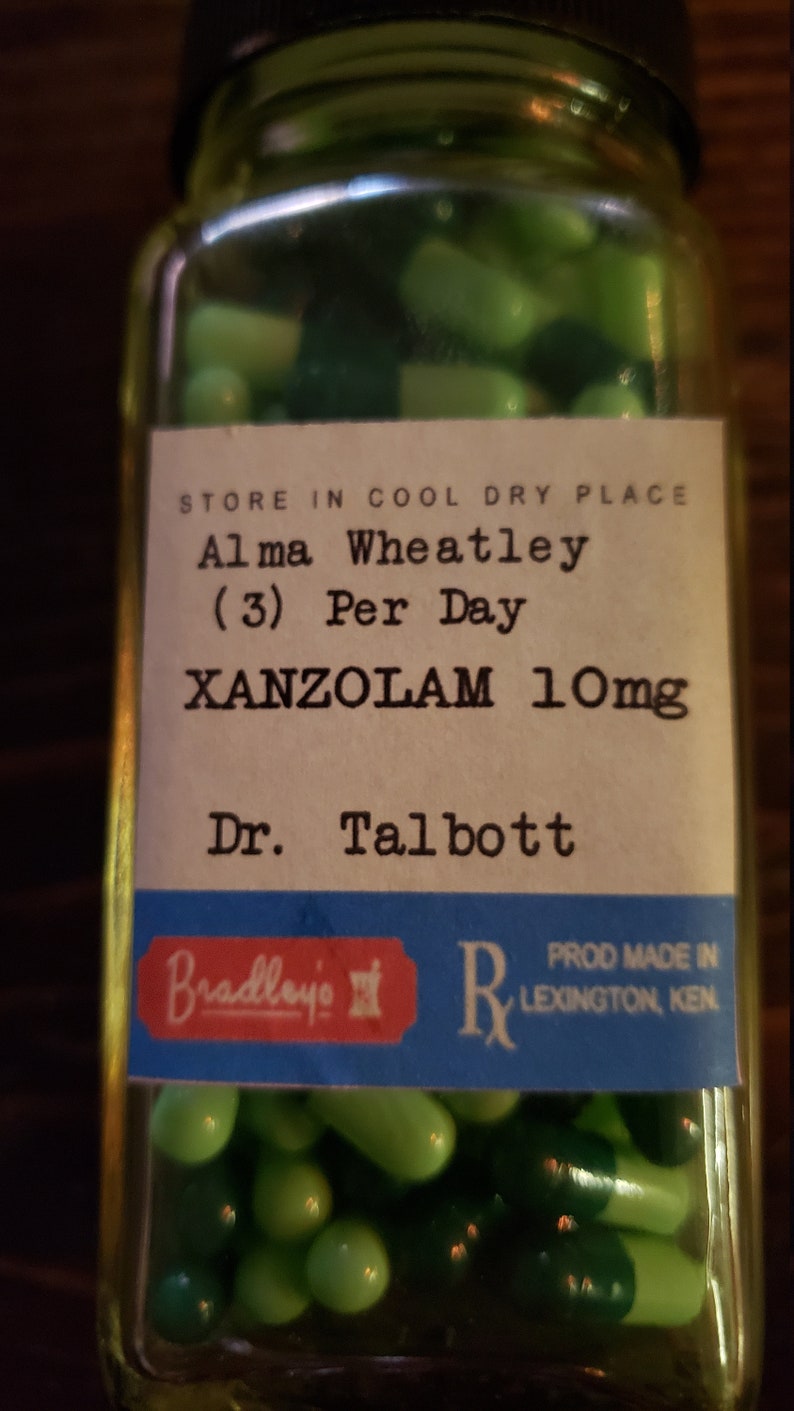 STORE IN COOL DRY PLACE
Alma Wheatley
(3) Per Day
XANZOLAM 10mg
Dr. Talbott
Bradley's
Rx
PROD MADE IN
LEXINGTON, KEN.